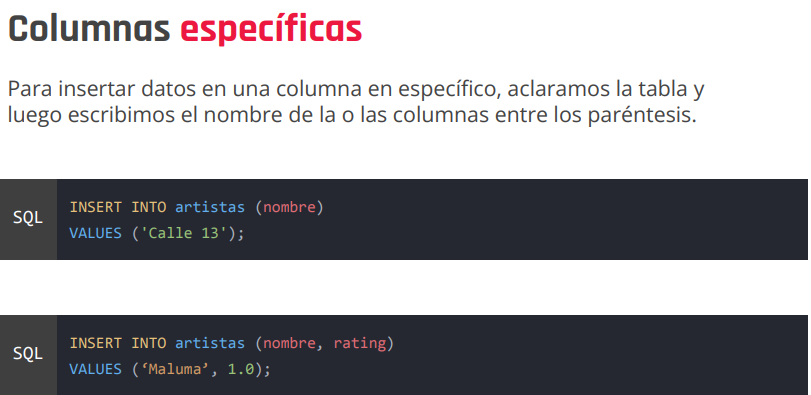 Columnas específicas
Para insertar datos en una columna en específico, aclaramos la tabla y
luego escribimos el nombre de la o las columnas entre los paréntesis.
SQL
INSERT INTO artistas (nombre)
VALUES ('Calle 13');
SQL
INSERT INTO artistas (nombre, rating)
VALUES (‘Maluma’, 1.0);